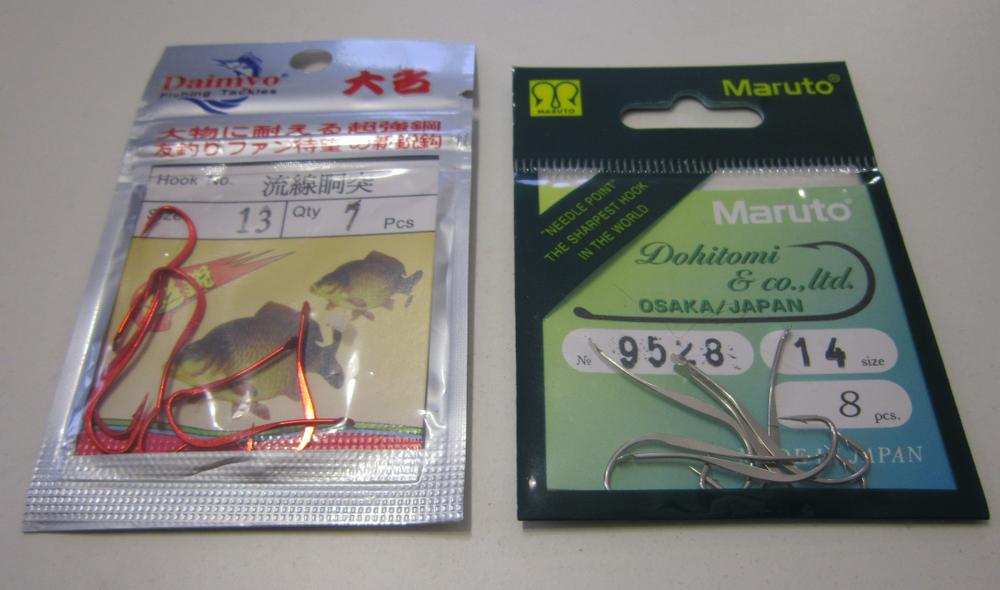 Daimyo®
Fishing Tackles
大名
大物に耐える超強鋼
友釣りファン待望の新鋭鈎
Hook No. 流線胴突
Size 13 Qty 7 Pcs
MARUTO
Maruto®
"NEEDLE POINT"
THE SHARPEST HOOK
IN THE WORLD
Maruto®
Dohitomi
& co.,ltd.
OSAKA/JAPAN
№ 9528
14 size
8 pcs.
MADE IN JAPAN